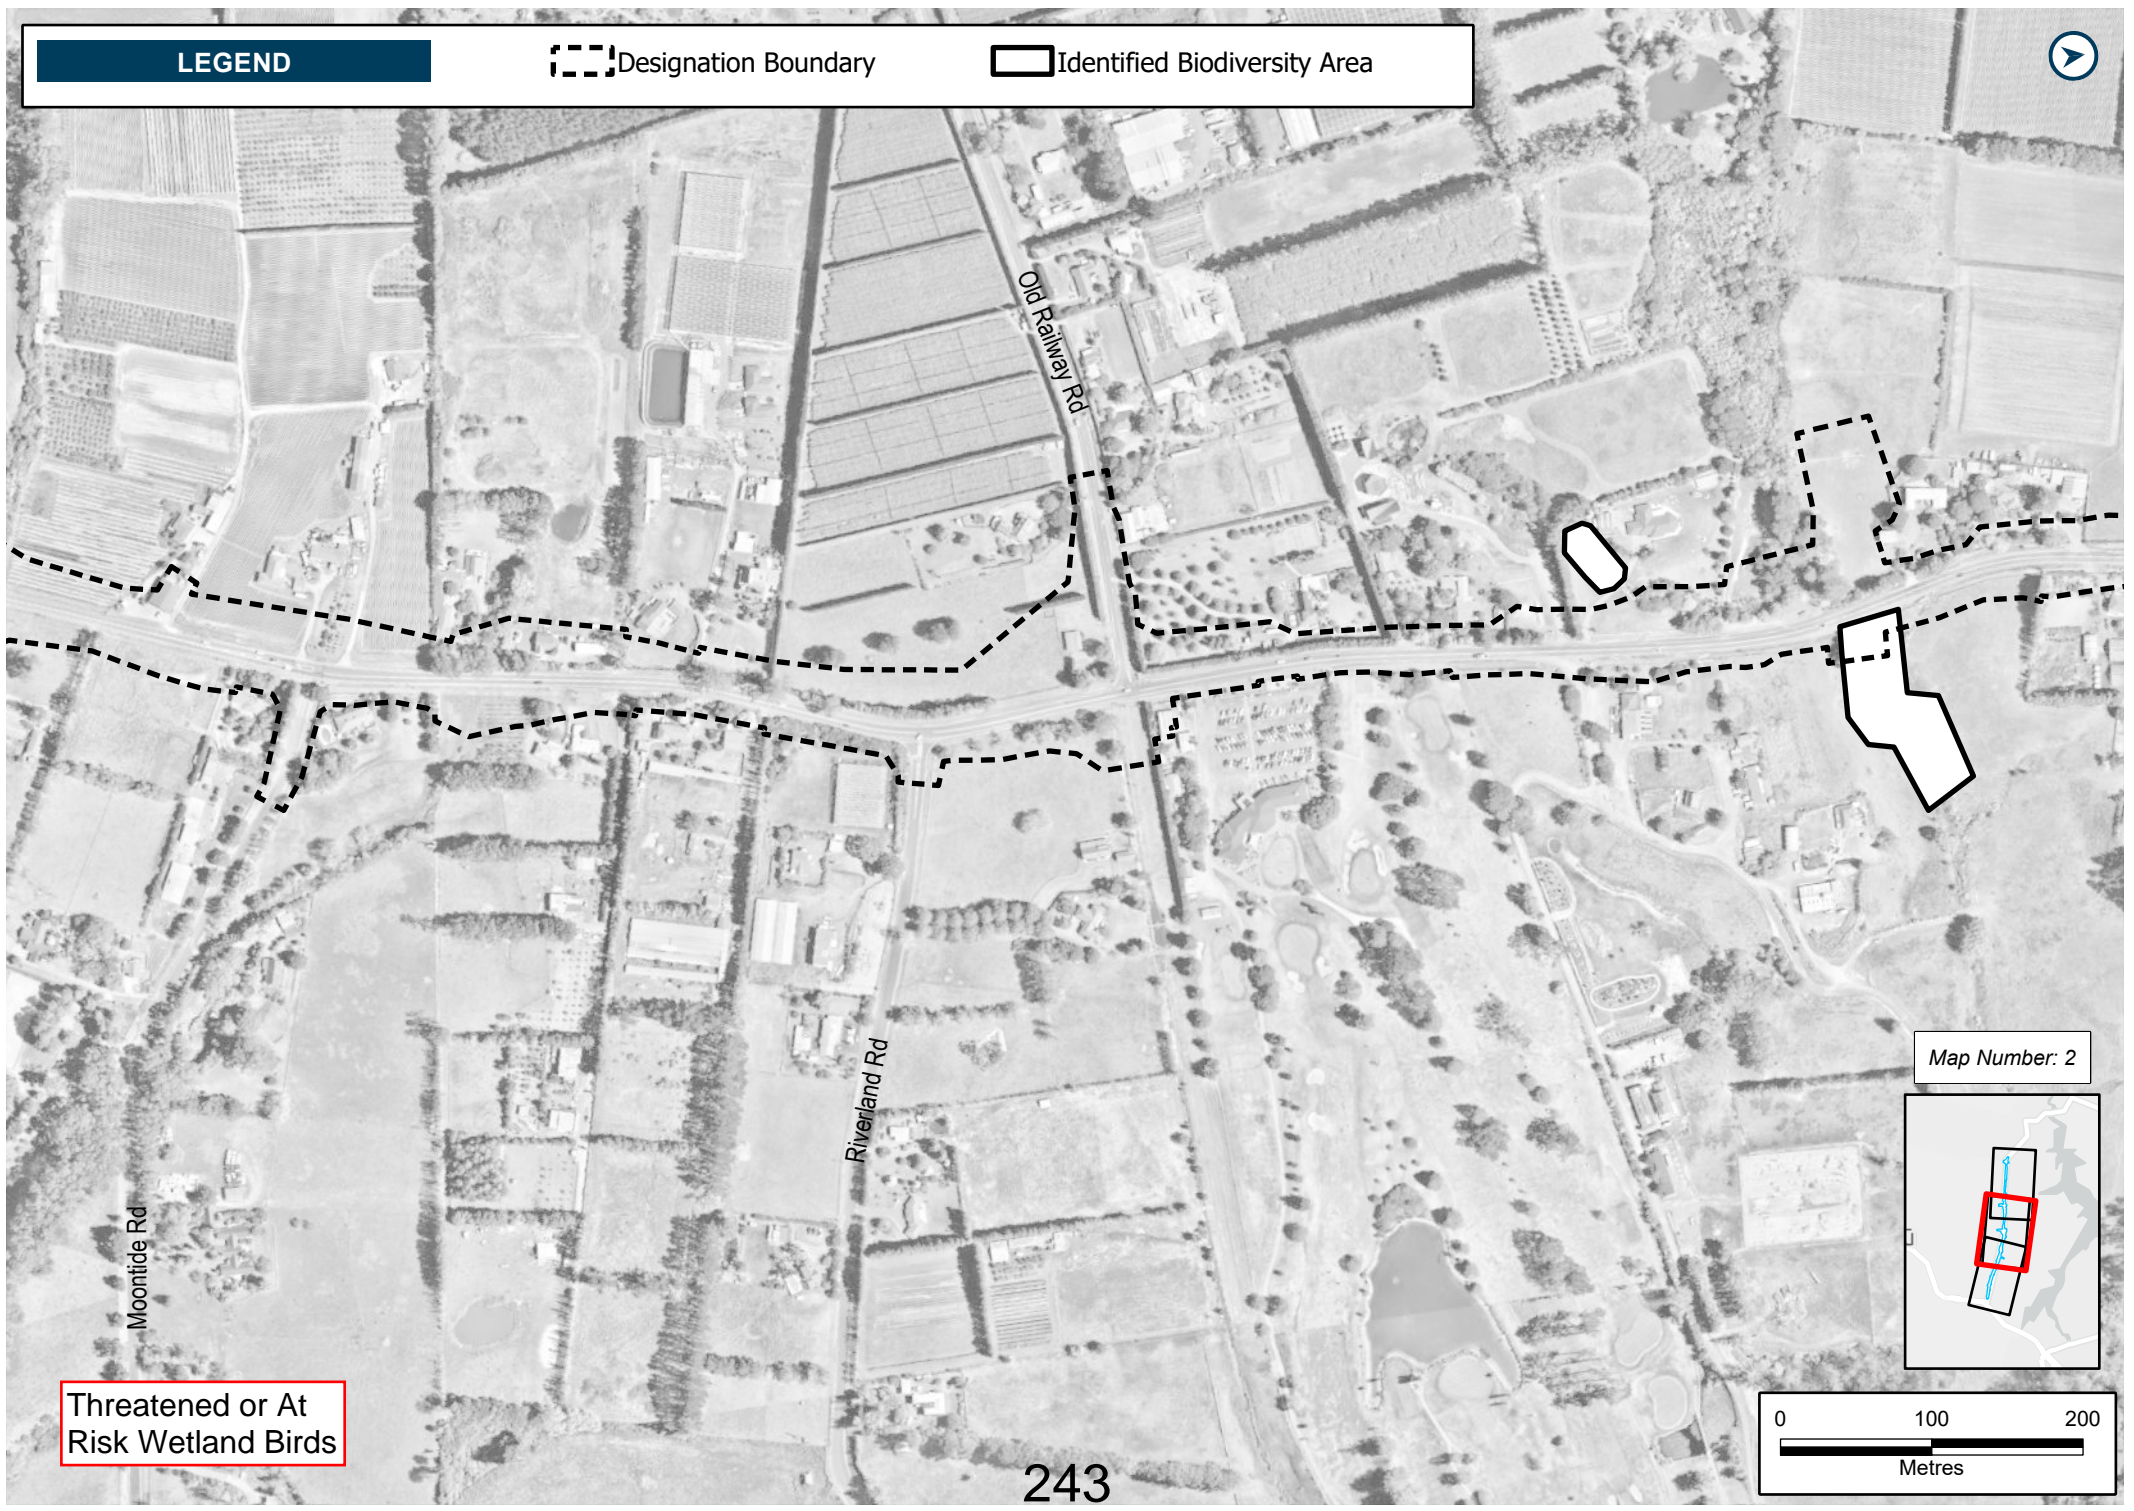 LEGEND
Designation Boundary
Identified Biodiversity Area
Old Railway Rd
Riverland Rd
Moontide Rd
Map Number: 2
Threatened or At
Risk Wetland Birds
0 100 200
Metres
243